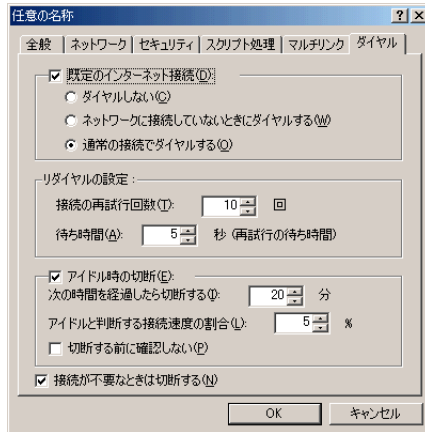 任意の名称
全般 ネットワーク セキュリティ スクリプト処理 マルチリンク ダイヤル
既定のインターネット接続(D):
ダイヤルしない(C)
ネットワークに接続していないときにダイヤルする(W)
通常の接続でダイヤルする(O)
リダイヤルの設定:
接続の再試行回数(T): 10 回
待ち時間(A): 5 秒 (再試行の待ち時間)
アイドル時の切断(E):
次の時間を経過したら切断する(I): 20 分
アイドルと判断する接続速度の割合(L): 5 %
切断する前に確認しない(P)
接続が不要なときは切断する(N)
OK キャンセル